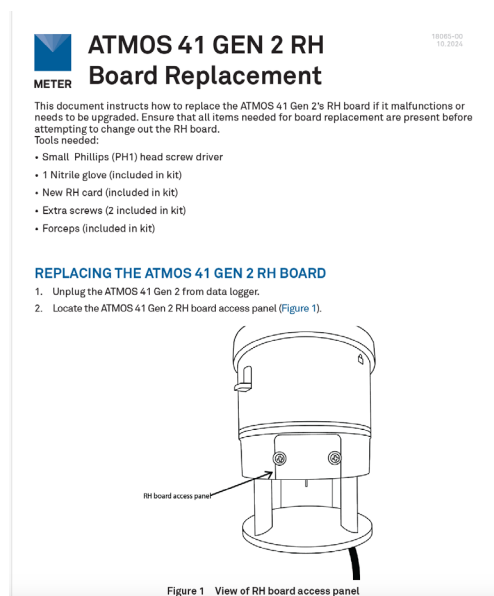 ATMOS 41 GEN 2 RH
Board Replacement
METER
18065-00
10.2024
This document instructs how to replace the ATMOS 41 Gen 2's RH board if it malfunctions or
needs to be upgraded. Ensure that all items needed for board replacement are present before
attempting to change out the RH board.
Tools needed:
• Small  Phillips (PH1) head screw driver
• 1 Nitrile glove (included in kit)
• New RH card (included in kit)
• Extra screws (2 included in kit)
• Forceps (included in kit)
REPLACING THE ATMOS 41 GEN 2 RH BOARD
1. Unplug the ATMOS 41 Gen 2 from data logger.
2. Locate the ATMOS 41 Gen 2 RH board access panel (Figure 1).
RH board access panel
Figure 1 View of RH board access panel